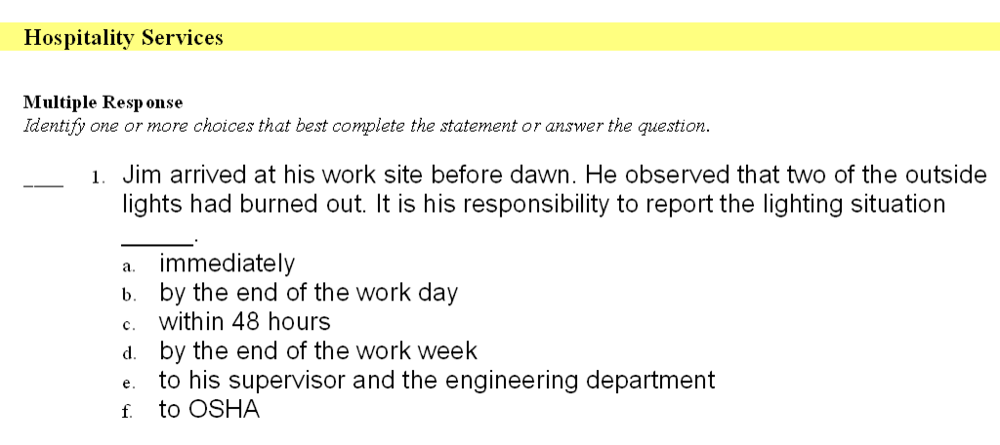 Hospitality Services
Multiple Response
Identify one or more choices that best complete the statement or answer the question.
____ 1. Jim arrived at his work site before dawn. He observed that two of the outside
lights had burned out. It is his responsibility to report the lighting situation
______.
a. immediately
b. by the end of the work day
c. within 48 hours
d. by the end of the work week
e. to his supervisor and the engineering department
f. to OSHA